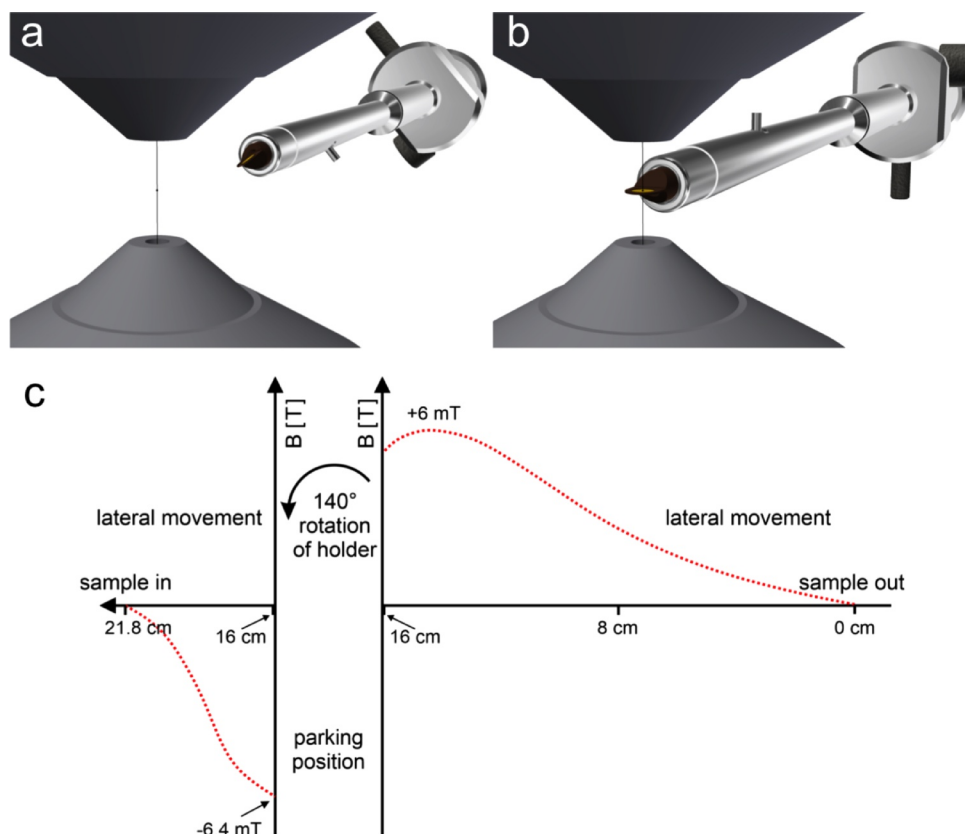 a
b
c
B [T]
B [T]
+6 mT
140°
rotation
of holder
lateral movement
lateral movement
sample in
sample out
21.8 cm
16 cm
16 cm
8 cm
0 cm
parking
position
-6.4 mT